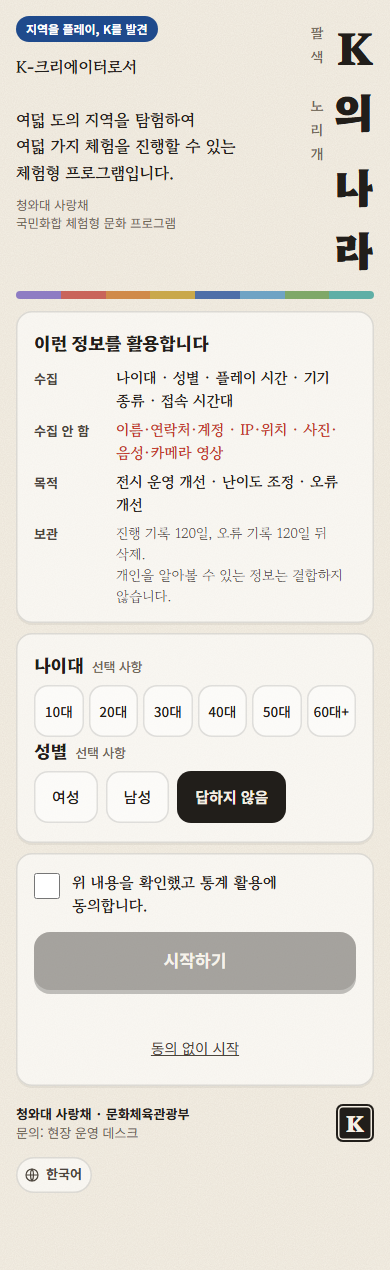 지역을 플레이, K를 발견
K-크리에이터로서
여덟 도의 지역을 탐험하여
여덟 가지 체험을 진행할 수 있는
체험형 프로그램입니다.
청와대 사랑채
국민화합 체험형 문화 프로그램
K의 나라
팔색 노리개
이런 정보를 활용합니다
수집
나이대 · 성별 · 플레이 시간 · 기기
종류 · 접속 시간대
수집 안 함
이름·연락처·계정 · IP·위치 · 사진·
음성·카메라 영상
목적
전시 운영 개선 · 난이도 조정 · 오류
개선
보관
진행 기록 120일, 오류 기록 120일 뒤
삭제.
개인을 알아볼 수 있는 정보는 결합하지
않습니다.
나이대 선택 사항
10대 20대 30대 40대 50대 60대+
성별 선택 사항
여성 남성 답하지 않음
위 내용을 확인했고 통계 활용에
동의합니다.
시작하기
동의 없이 시작
청와대 사랑채 · 문화체육관광부
문의: 현장 운영 데스크
K
한국어